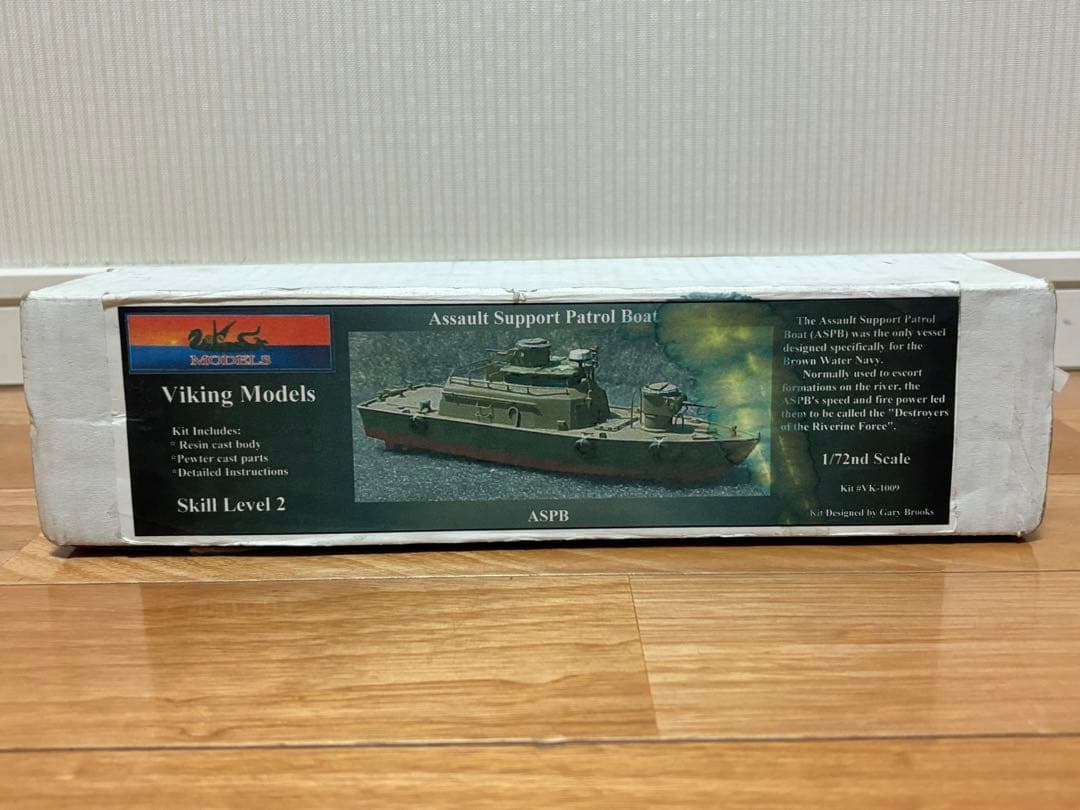 MODELS
Viking Models
Kit Includes:
* Resin cast body
*Pewter cast parts
*Detailed Instructions
Skill Level 2
Assault Support Patrol Boat
ASPB
The Assault Support Patrol
Boat (ASPB) was the only vessel
designed specifically for the
Brown Water Navy.
Normally used to escort
formations on the river, the
ASPB's speed and fire power led
them to be called the "Destroyers
of the Riverine Force".
1/72nd Scale
Kit #VK-1009
Kit Designed by Gary Brooks